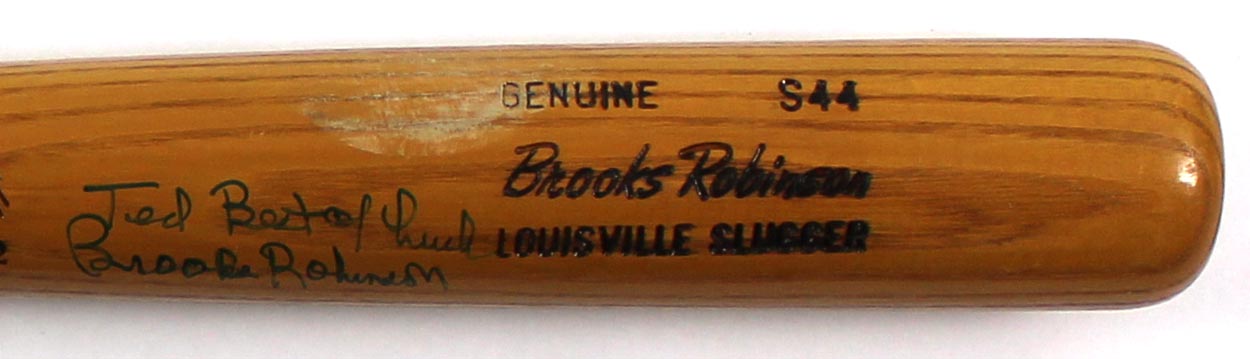 GENUINE S44
Brooks Robinson
LOUISVILLE SLUGGER
Ted Best of Luck
Brooks Robinson